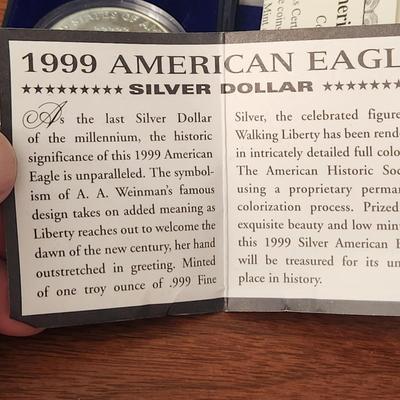 1999 AMERICAN EAGL
★★★★★★★★★ SILVER DOLLAR ★★★★★★★
As the last Silver Dollar
of the millennium, the historic
significance of this 1999 American
Eagle is unparalleled. The symbol-
ism of A. A. Weinman's famous
design takes on added meaning as
Liberty reaches out to welcome the
dawn of the new century, her hand
outstretched in greeting. Minted
of one troy ounce of .999 Fine
Silver, the celebrated figure
Walking Liberty has been rend
in intricately detailed full colo
The American Historic Soc
using a proprietary perma
colorization process. Prized
exquisite beauty and low mint
this 1999 Silver American E
will be treasured for its un
place in history.